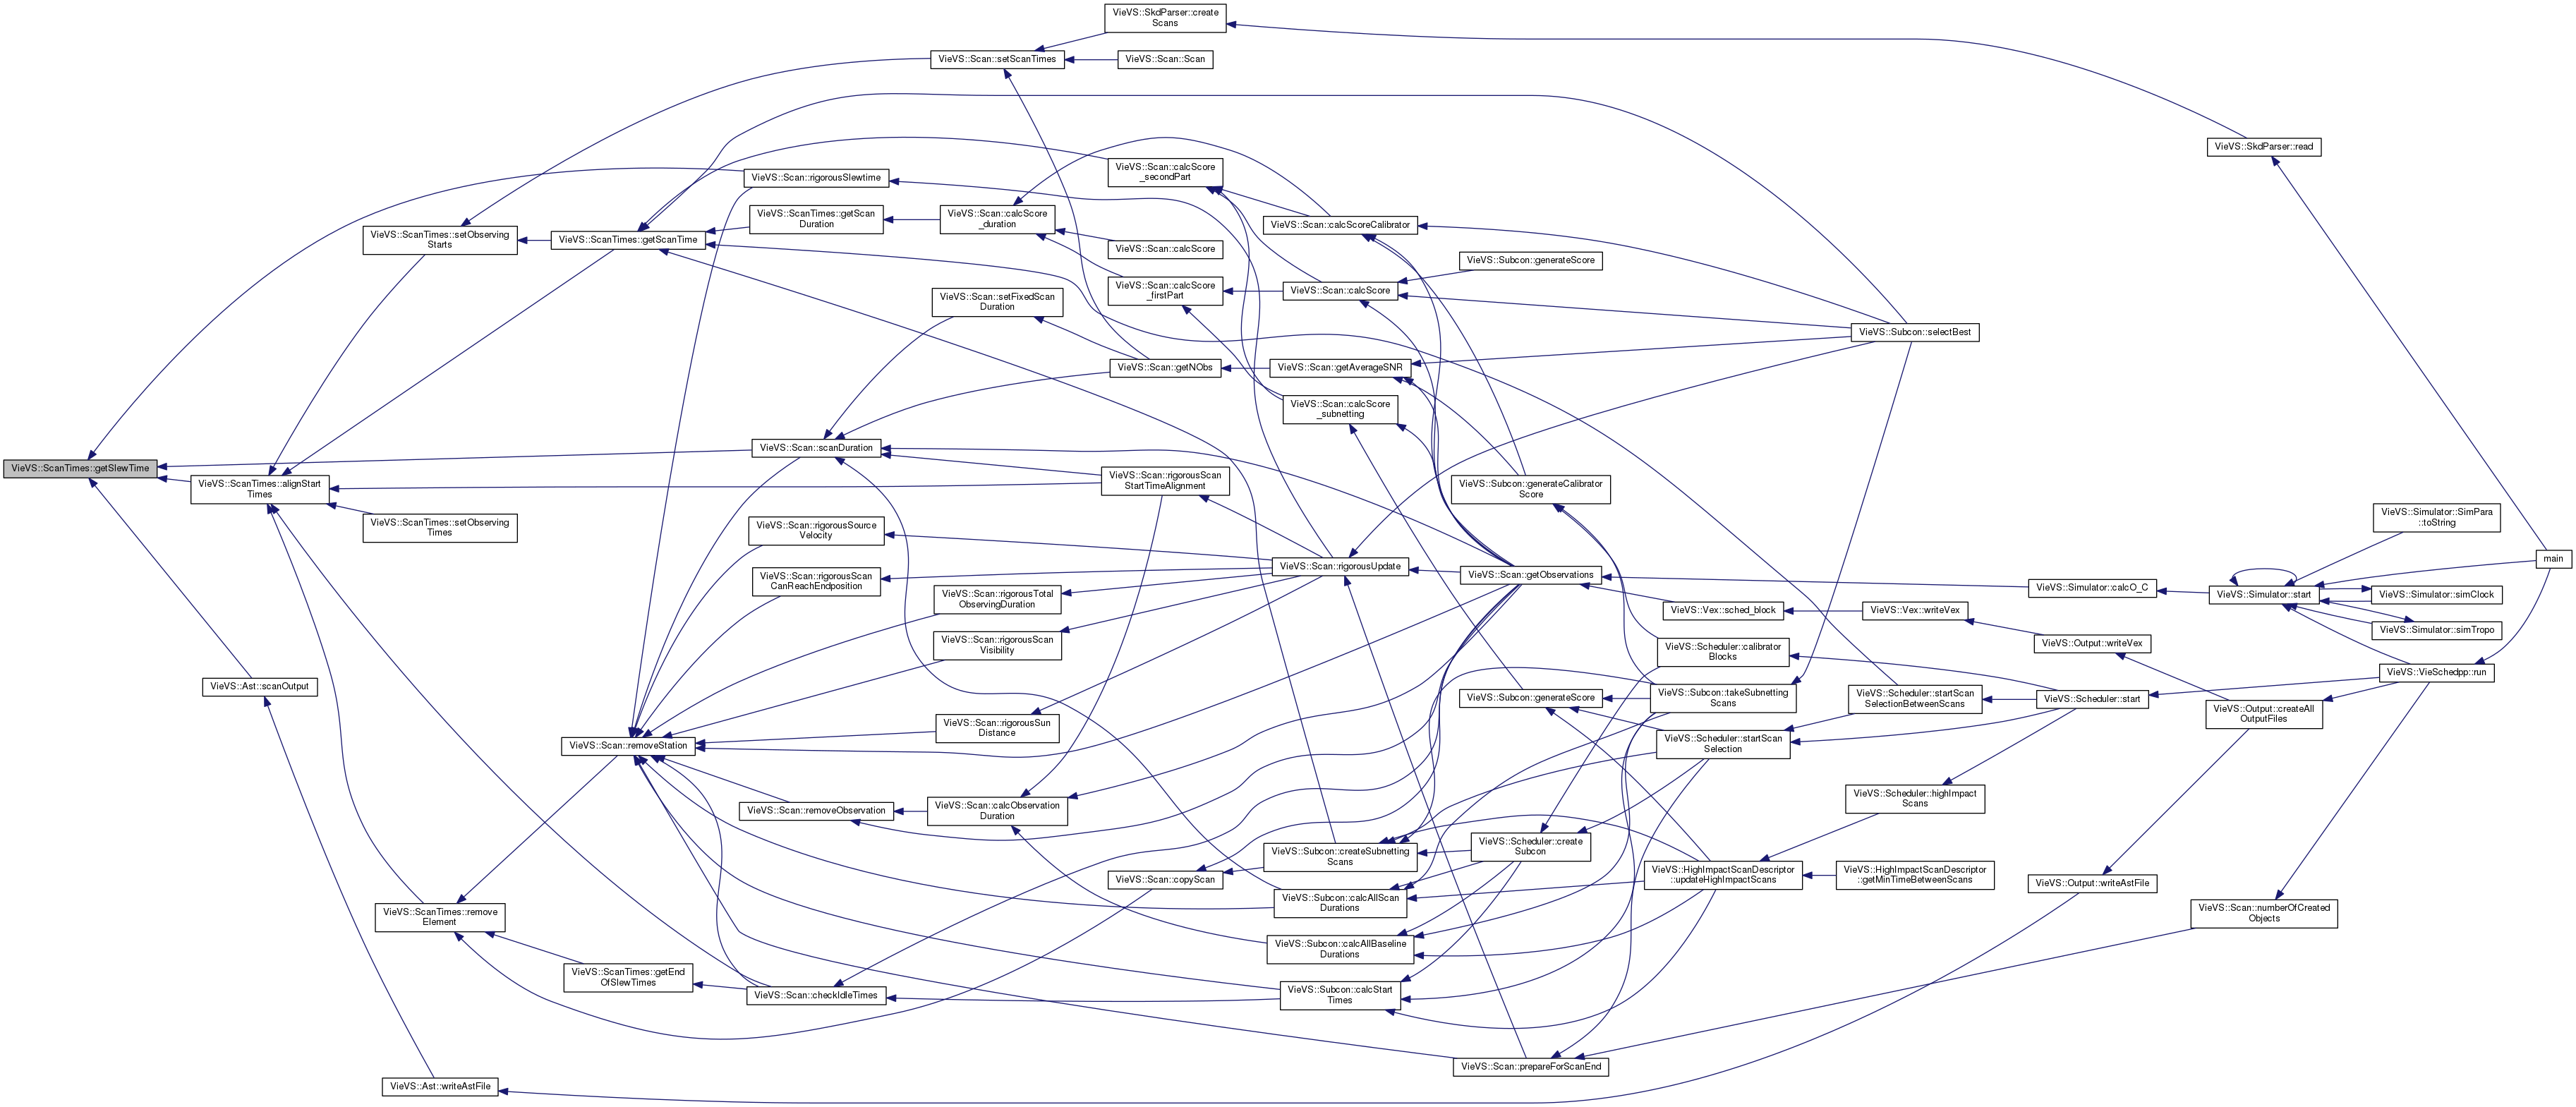 VieVS::SkdParser::create
Scans
VieVS::Scan::setScanTimes
VieVS::Scan::Scan
VieVS::SkdParser::read
VieVS::Scan::rigorousSlewtime
VieVS::Scan::calcScore
_secondPart
VieVS::ScanTimes::getScan
Duration
VieVS::Scan::calcScore
_duration
VieVS::Scan::calcScoreCalibrator
VieVS::ScanTimes::setObserving
Starts
VieVS::ScanTimes::getScanTime
VieVS::Scan::calcScore
VieVS::Subcon::generateScore
VieVS::Scan::calcScore
_firstPart
VieVS::Scan::calcScore
VieVS::Scan::setFixedScan
Duration
VieVS::Subcon::selectBest
VieVS::Scan::getNObs
VieVS::Scan::getAverageSNR
VieVS::Scan::calcScore
_subnetting
VieVS::Scan::scanDuration
VieVS::ScanTimes::getSlewTime
VieVS::ScanTimes::alignStart
Times
VieVS::Scan::rigorousScan
StartTimeAlignment
VieVS::Subcon::generateCalibrator
Score
VieVS::ScanTimes::setObserving
Times
VieVS::Simulator::SimPara
::toString
VieVS::Scan::rigorousSource
Velocity
main
VieVS::Scan::rigorousUpdate
VieVS::Scan::rigorousScan
CanReachEndposition
VieVS::Scan::getObservations
VieVS::Simulator::calcO_C
VieVS::Simulator::start
VieVS::Simulator::simClock
VieVS::Scan::rigorousTotal
ObservingDuration
VieVS::Vex::sched_block
VieVS::Vex::writeVex
VieVS::Simulator::simTropo
VieVS::Scan::rigorousScan
Visibility
VieVS::Output::writeVex
VieVS::Scheduler::calibrator
Blocks
VieVS::VieSchedpp::run
VieVS::Ast::scanOutput
VieVS::Subcon::generateScore
VieVS::Subcon::takeSubnetting
Scans
VieVS::Scheduler::startScan
SelectionBetweenScans
VieVS::Scheduler::start
VieVS::Output::createAll
OutputFiles
VieVS::Scan::rigorousSun
Distance
VieVS::Scan::removeStation
VieVS::Scheduler::startScan
Selection
VieVS::Scheduler::highImpact
Scans
VieVS::Scan::removeObservation
VieVS::Scan::calcObservation
Duration
VieVS::Subcon::createSubnetting
Scans
VieVS::Scheduler::create
Subcon
VieVS::HighImpactScanDescriptor
::updateHighImpactScans
VieVS::HighImpactScanDescriptor
::getMinTimeBetweenScans
VieVS::Scan::copyScan
VieVS::Output::writeAstFile
VieVS::Subcon::calcAllScan
Durations
VieVS::ScanTimes::remove
Element
VieVS::Scan::numberOfCreated
Objects
VieVS::Subcon::calcAllBaseline
Durations
VieVS::ScanTimes::getEnd
OfSlewTimes
VieVS::Scan::checkIdleTimes
VieVS::Subcon::calcStart
Times
VieVS::Scan::prepareForScanEnd
VieVS::Ast::writeAstFile